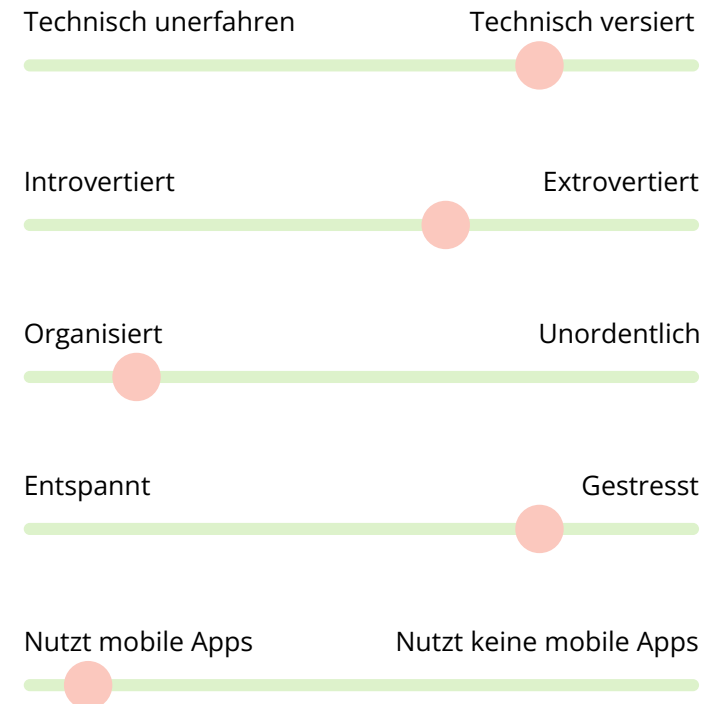 Technisch unerfahren Technisch versiert
Introvertiert Extrovertiert
Organisiert Unordentlich
Entspannt Gestresst
Nutzt mobile Apps Nutzt keine mobile Apps